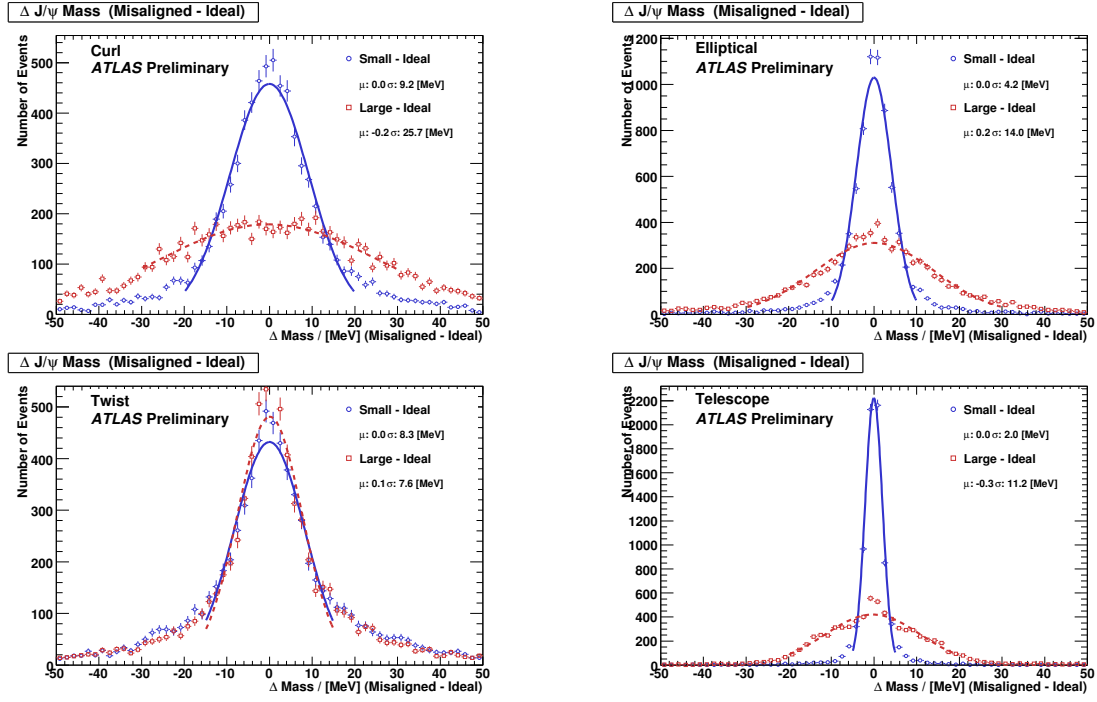 Δ J/ψ Mass (Misaligned - Ideal)
Number of Events
500
400
300
200
100
0
Curl
ATLAS Preliminary
Small - Ideal
μ: 0.0 σ: 9.2 [MeV]
Large - Ideal
μ: -0.2 σ: 25.7 [MeV]
-50 -40 -30 -20 -10 0 10 20 30 40 50
Δ Mass / [MeV] (Misaligned - Ideal)
Δ J/ψ Mass (Misaligned - Ideal)
Number of Events
1200
1000
800
600
400
200
0
Elliptical
ATLAS Preliminary
Small - Ideal
μ: 0.0 σ: 4.2 [MeV]
Large - Ideal
μ: 0.2 σ: 14.0 [MeV]
-50 -40 -30 -20 -10 0 10 20 30 40 50
Δ Mass / [MeV] (Misaligned - Ideal)
Δ J/ψ Mass (Misaligned - Ideal)
Number of Events
500
400
300
200
100
0
Twist
ATLAS Preliminary
Small - Ideal
μ: 0.0 σ: 8.3 [MeV]
Large - Ideal
μ: 0.1 σ: 7.6 [MeV]
-50 -40 -30 -20 -10 0 10 20 30 40 50
Δ Mass / [MeV] (Misaligned - Ideal)
Δ J/ψ Mass (Misaligned - Ideal)
Number of Events
2200
2000
1800
1600
1400
1200
1000
800
600
400
200
0
Telescope
ATLAS Preliminary
Small - Ideal
μ: 0.0 σ: 2.0 [MeV]
Large - Ideal
μ: -0.3 σ: 11.2 [MeV]
-50 -40 -30 -20 -10 0 10 20 30 40 50
Δ Mass / [MeV] (Misaligned - Ideal)